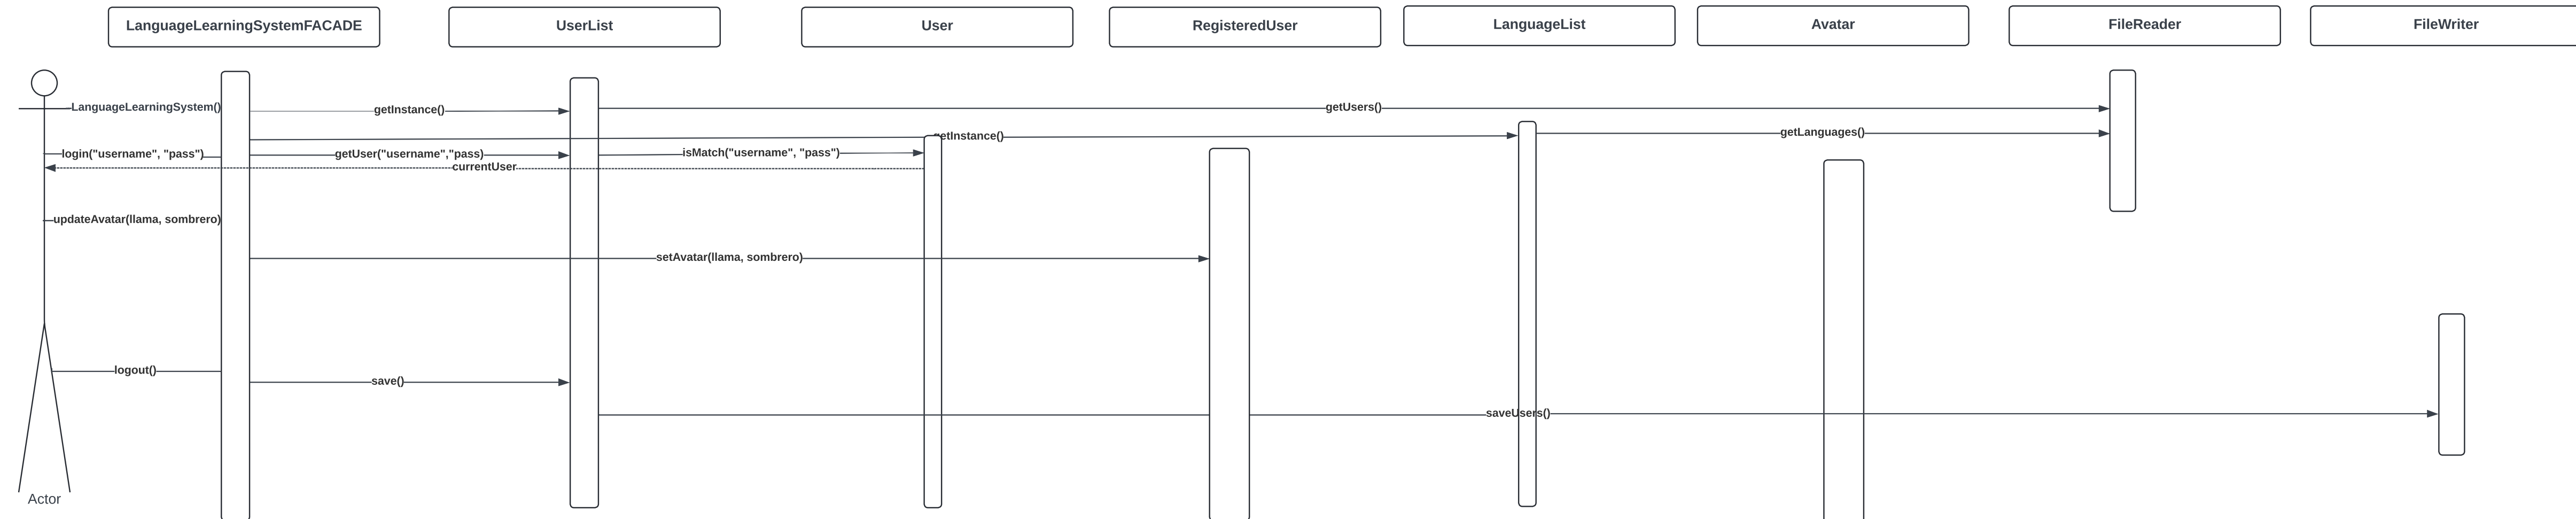 LanguageLearningSystemFACADE
UserList
User
RegisteredUser
LanguageList
Avatar
FileReader
FileWriter
LanguageLearningSystem()
getInstance()
getUsers()
getInstance()
getLanguages()
login("username", "pass")
getUser("username","pass)
isMatch("username", "pass")
currentUser
updateAvatar(llama, sombrero)
setAvatar(llama, sombrero)
logout()
save()
saveUsers()
Actor